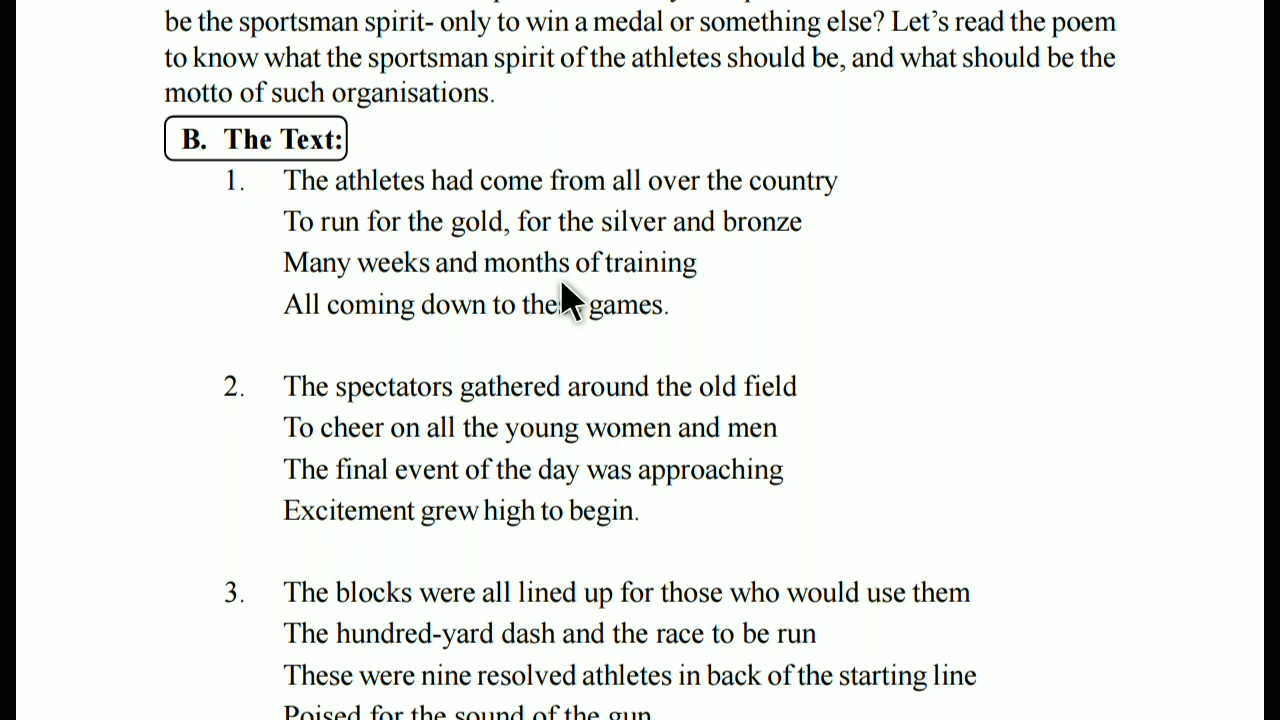 be the sportsman spirit- only to win a medal or something else? Let's read the poem
to know what the sportsman spirit of the athletes should be, and what should be the
motto of such organisations.
B. The Text:
1. The athletes had come from all over the country
To run for the gold, for the silver and bronze
Many weeks and months of training
All coming down to games.
2. The spectators gathered around the old field
To cheer on all the young women and men
The final event of the day was approaching
Excitement grew high to begin.
3. The blocks were all lined up for those who would use them
The hundred-yard dash and the race to be run
These were nine resolved athletes in back of the starting line
Poised for the sound of the gun